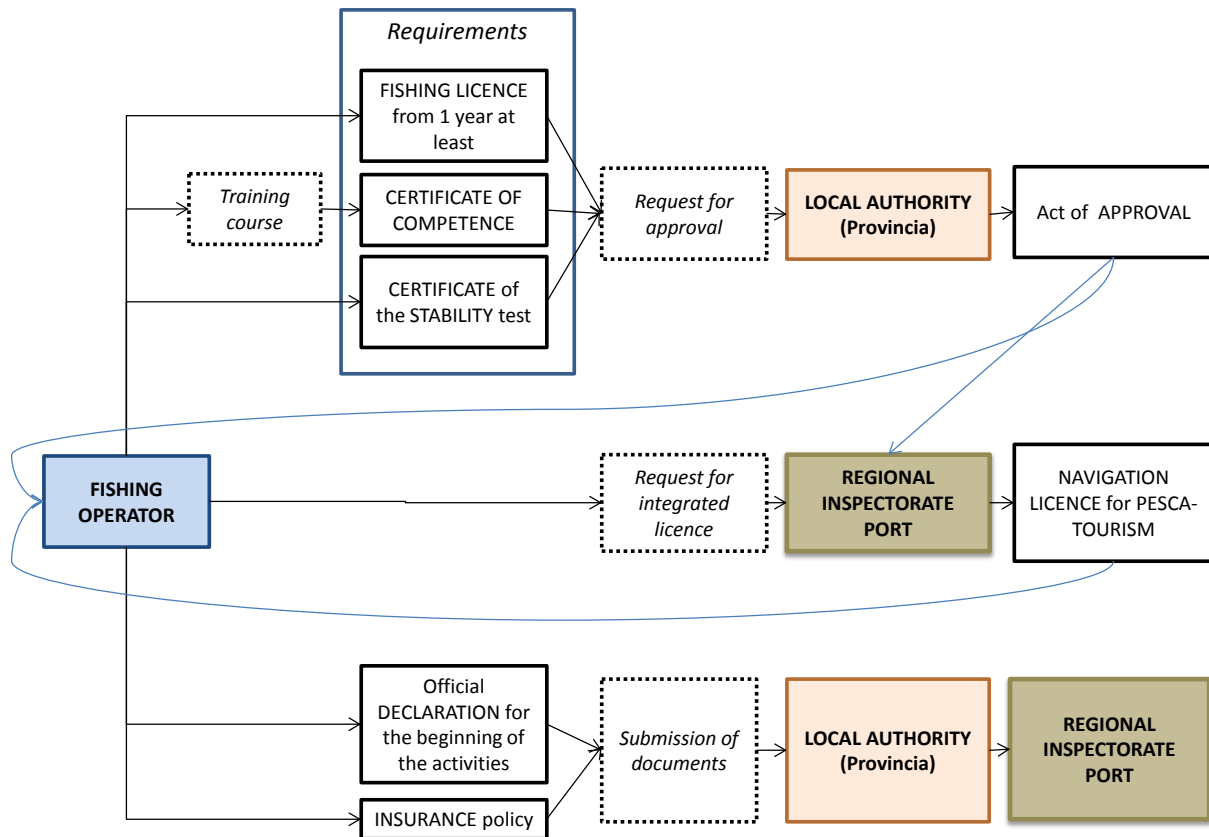 Requirements
FISHING LICENCE
from 1 year at
least
Training
course
CERTIFICATE OF
COMPETENCE
CERTIFICATE of
the STABILITY test
Request for
approval
LOCAL AUTHORITY
(Provincia)
Act of APPROVAL
FISHING
OPERATOR
Request for
integrated
licence
REGIONAL
INSPECTORATE
PORT
NAVIGATION
LICENCE for PESCA-
TOURISM
Official
DECLARATION for
the beginning of
the activities
INSURANCE policy
Submission of
documents
LOCAL AUTHORITY
(Provincia)
REGIONAL
INSPECTORATE
PORT